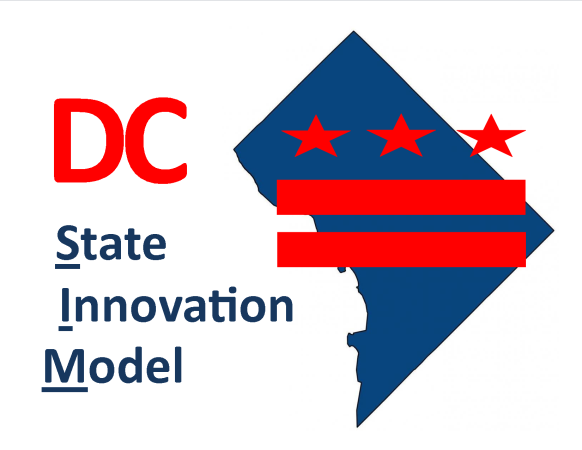 DC
State
Innovation
Model